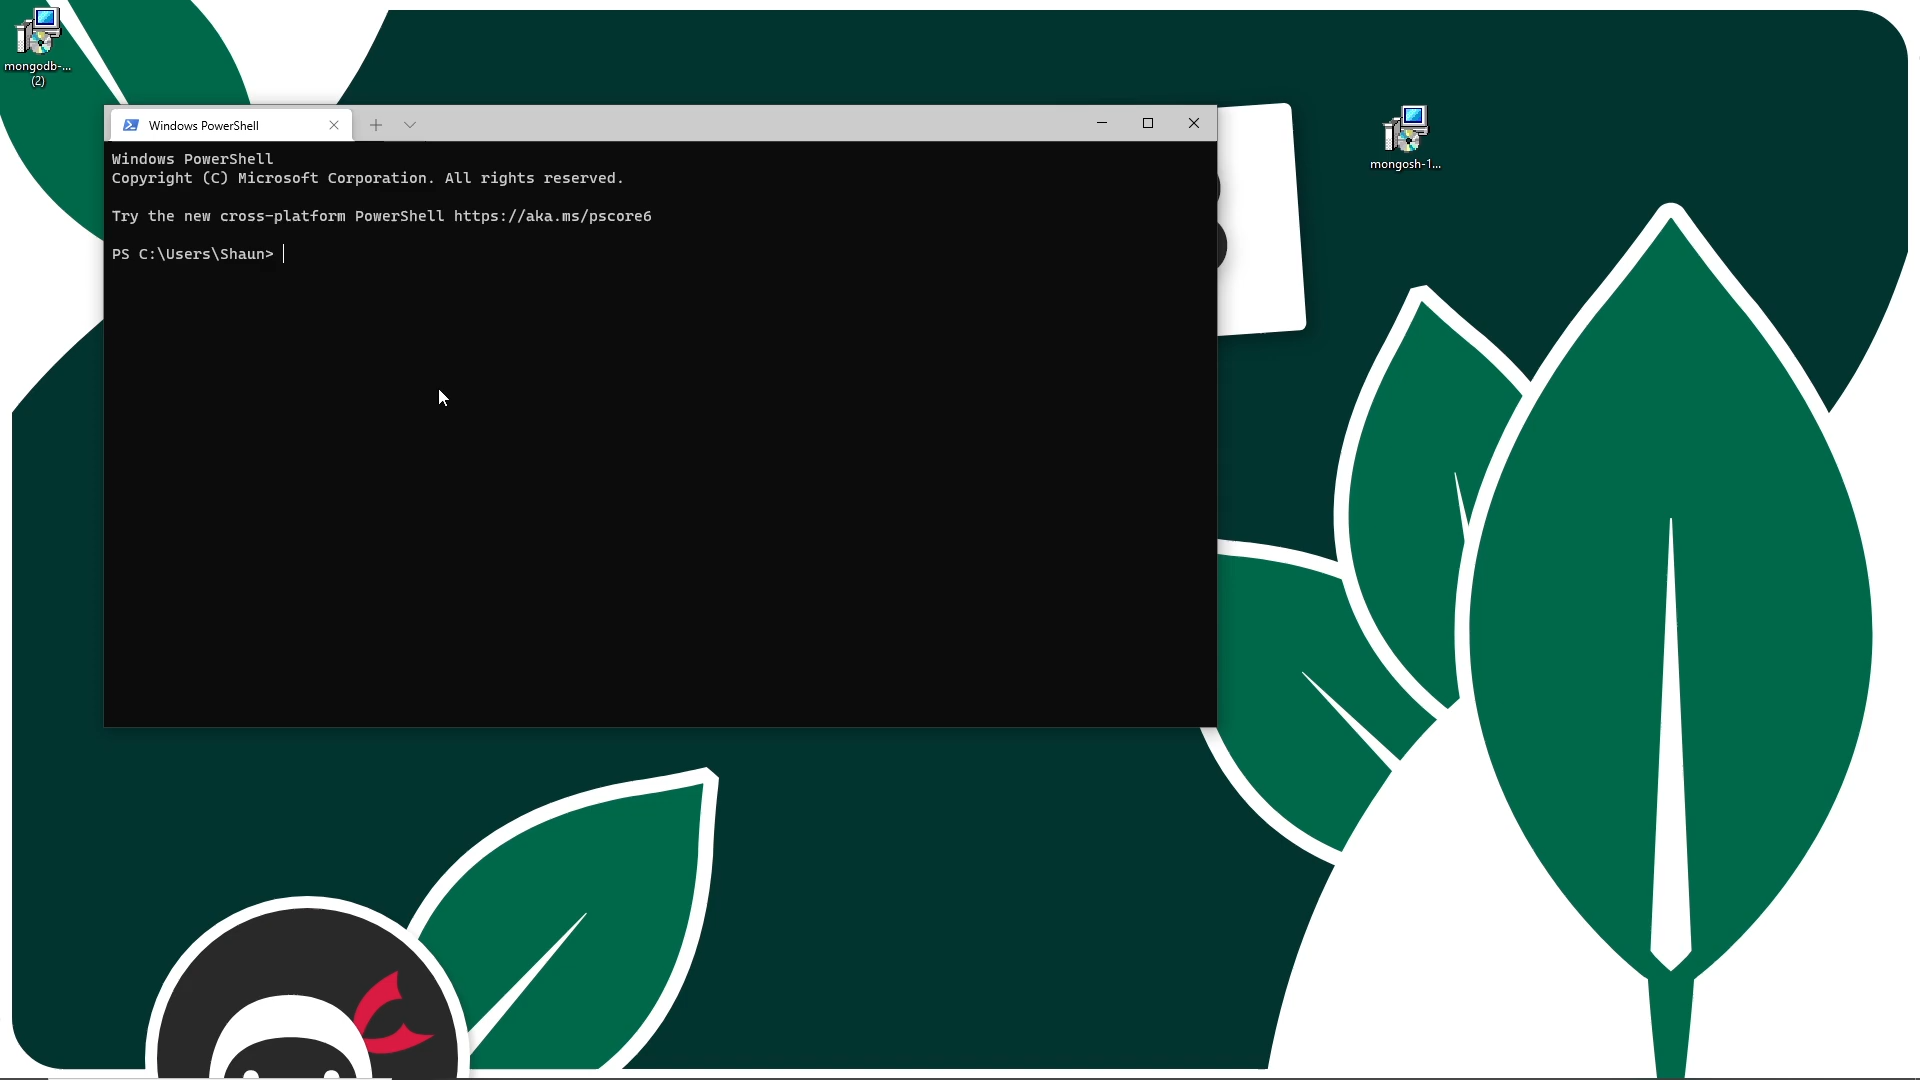 mongodb-...
(2)
Windows PowerShell
Windows PowerShell
Copyright (C) Microsoft Corporation. All rights reserved.
Try the new cross-platform PowerShell https://aka.ms/pscore6
PS C:\Users\Shaun>
mongosh-1...